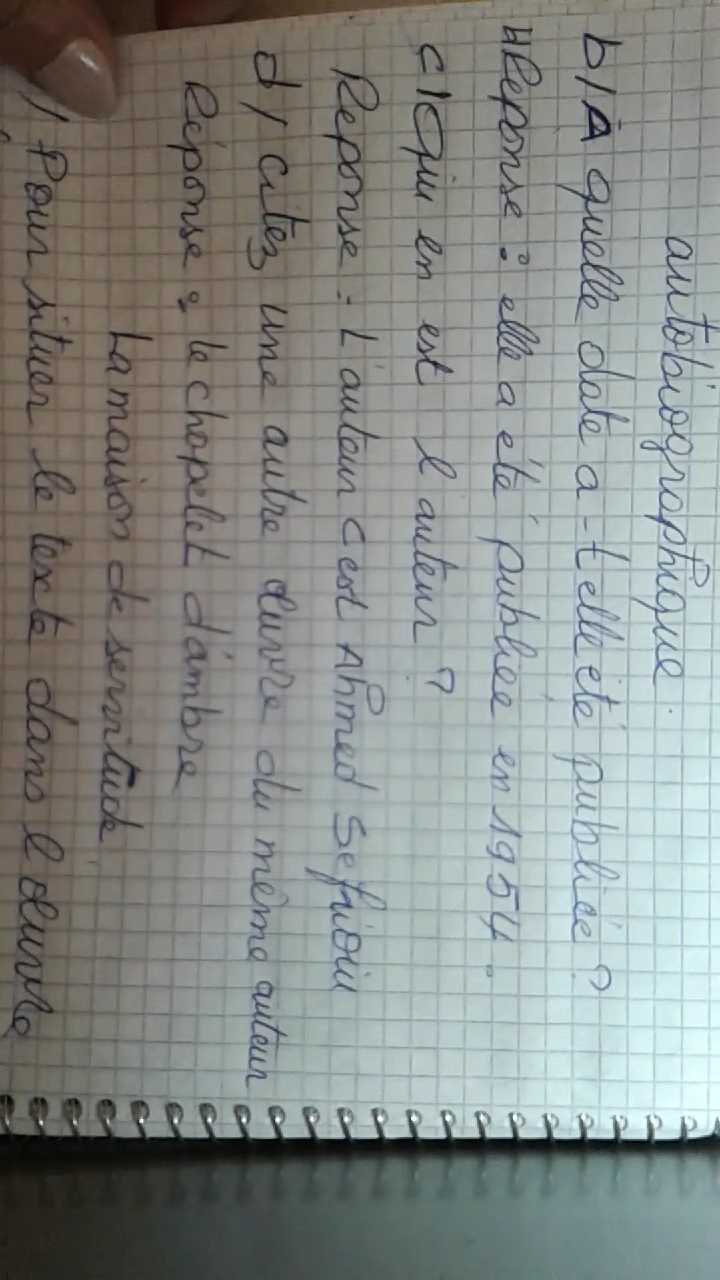 autobiographique.
b/ A quelle date a-t elle été publiée ?
Reponse : elle a été publiée en 1954.
c/ Qui en est l'auteur ?
Reponse : L'auteur c'est Ahmed Sefrioui
d/ Citez une autre œuvre du même auteur
Réponse : le chapelet d'ambre
La maison de servitude.
/ Pour situer le texte dans l'œuvre